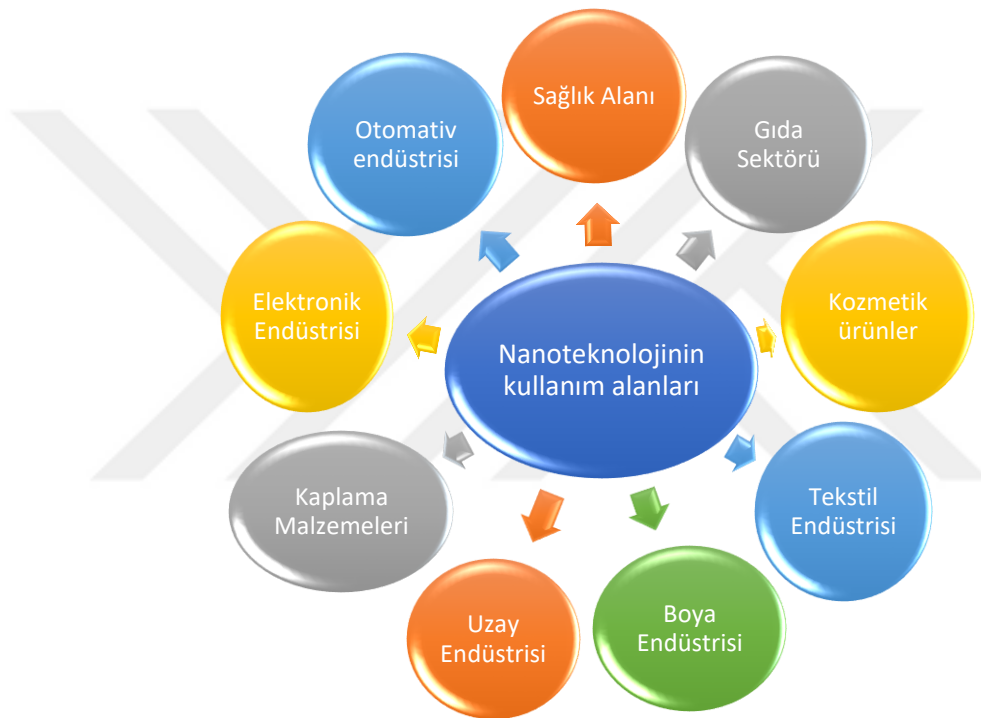 Sağlık Alanı
Gıda
Sektörü
Kozmetik
ürünler
Tekstil
Endüstrisi
Boya
Endüstrisi
Uzay
Endüstrisi
Kaplama
Malzemeleri
Elektronik
Endüstrisi
Otomativ
endüstrisi
Nanoteknolojinin
kullanım alanları